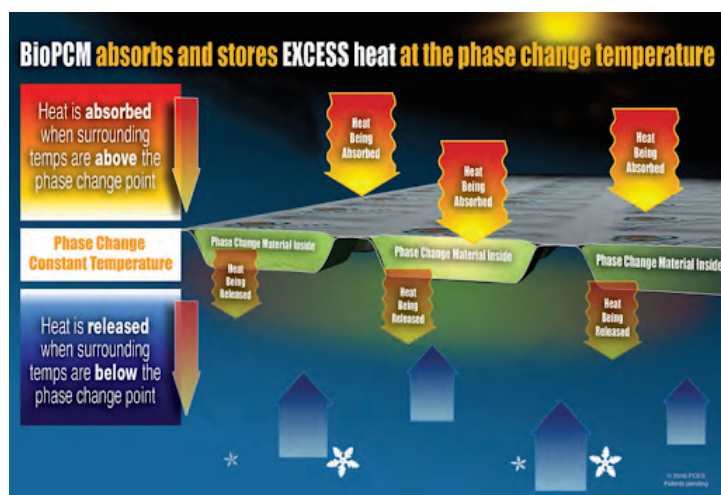 BioPCM absorbs and stores EXCESS heat at the phase change temperature
Heat is absorbed
when surrounding
temps are above the
phase change point
Heat
Being
Absorbed
Heat
Being
Absorbed
Heat
Being
Absorbed
Phase Change
Constant Temperature
Phase Change Material Inside
Phase Change Material Inside
Phase Change Material Inside
Heat
Being
Released
Heat
Being
Released
Heat
Being
Released
Heat is released
when surrounding
temps are below the
phase change point
Patents pending